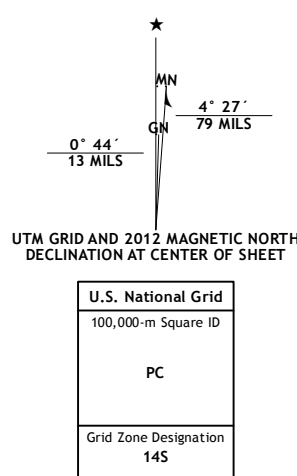 ★
MN
GN
4° 27´
79 MILS
0° 44´
13 MILS
UTM GRID AND 2012 MAGNETIC NORTH
DECLINATION AT CENTER OF SHEET
U.S. National Grid
100,000-m Square ID
PC
Grid Zone Designation
14S